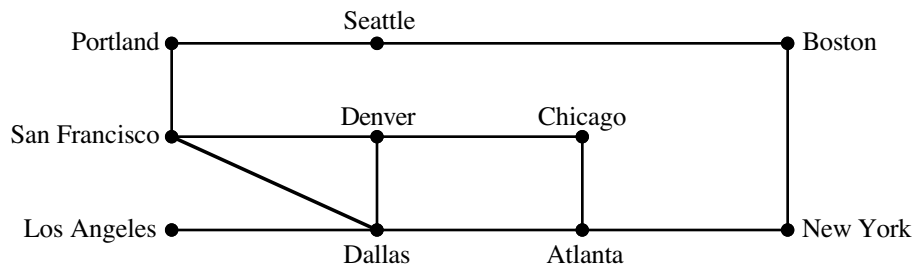 Seattle
Portland
Boston
San Francisco
Denver
Chicago
Los Angeles
Dallas
Atlanta
New York